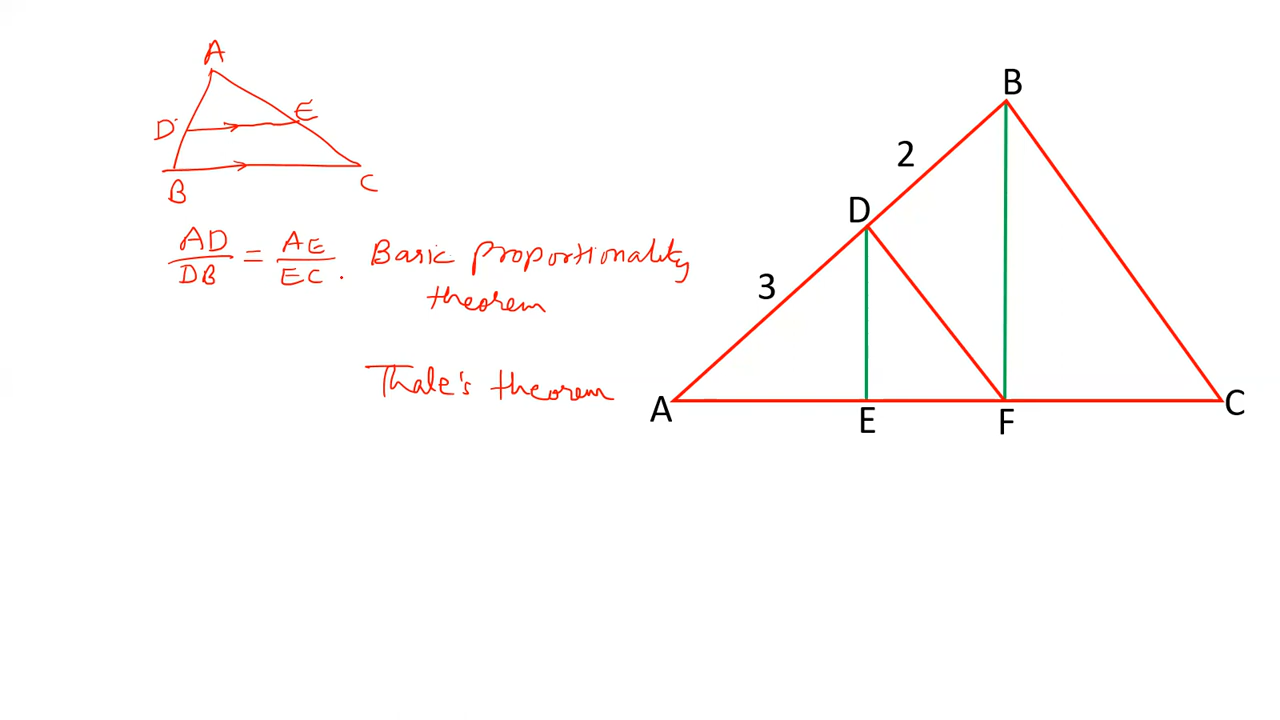 A
D
E
B
C
AD/DB = AE/EC. Basic proportionality
theorem
Thale's theorem
B
2
D
3
A
E
F
C